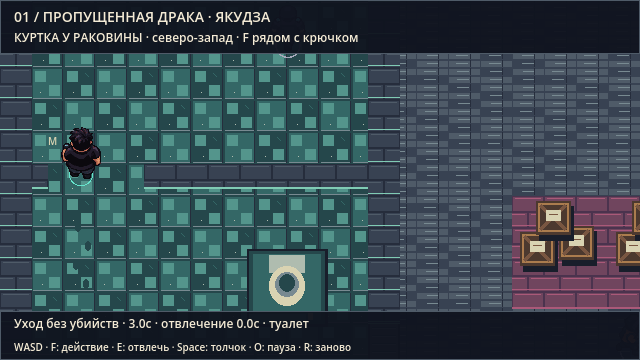 01 / ПРОПУЩЕННАЯ ДРАКА · ЯКУДЗА
КУРТКА У РАКОВИНЫ · северо-запад · F рядом с крючком
М
Уход без убийств · 3.0с · отвлечение 0.0с · туалет
WASD · F: действие · E: отвлечь · Space: толчок · O: пауза · R: заново